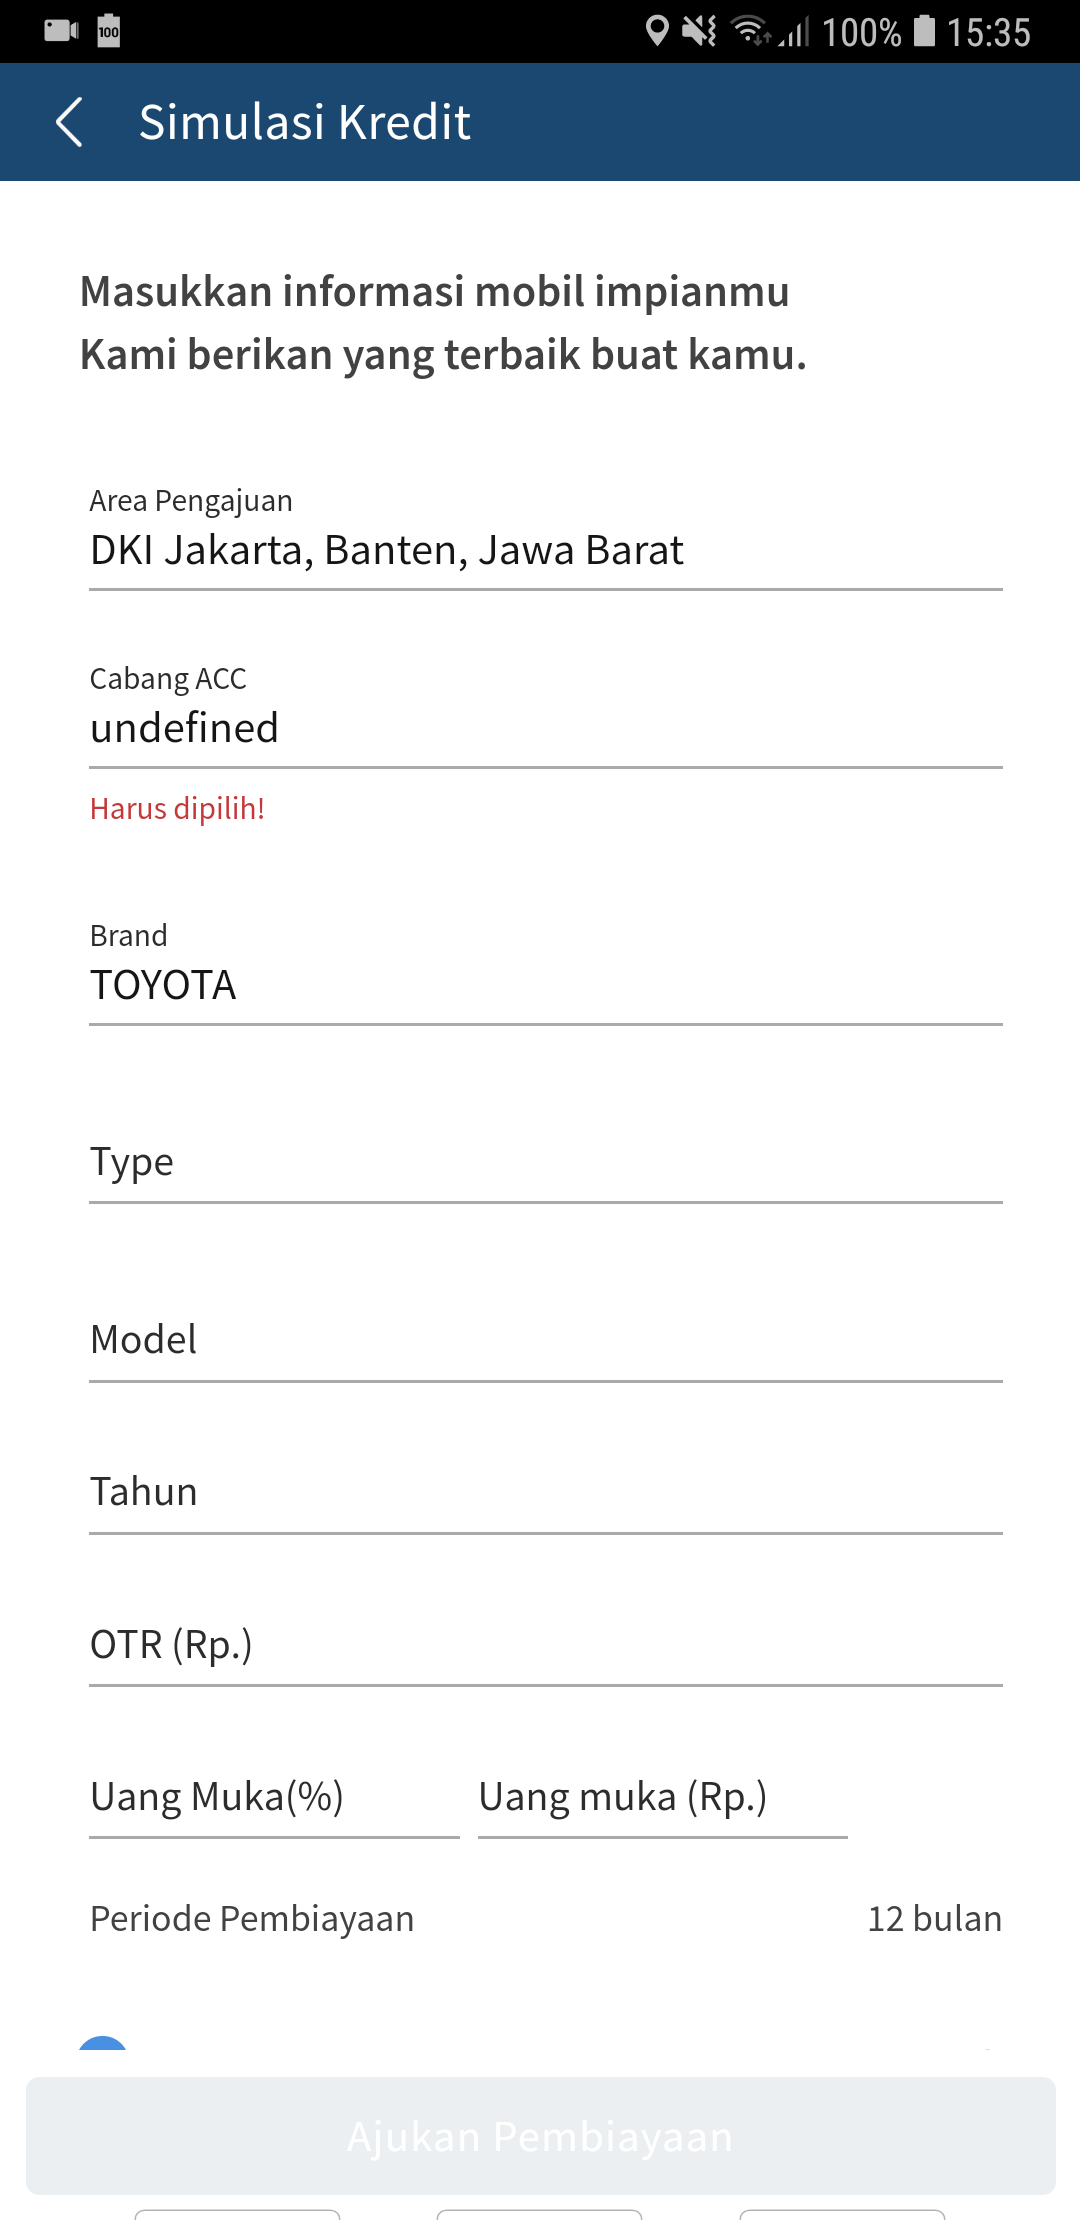 100
100% 15:35
Simulasi Kredit
Masukkan informasi mobil impianmu
Kami berikan yang terbaik buat kamu.
Area Pengajuan
DKI Jakarta, Banten, Jawa Barat
Cabang ACC
undefined
Harus dipilih!
Brand
TOYOTA
Type
Model
Tahun
OTR (Rp.)
Uang Muka(%) Uang muka (Rp.)
Periode Pembiayaan 12 bulan
Ajukan Pembiayaan